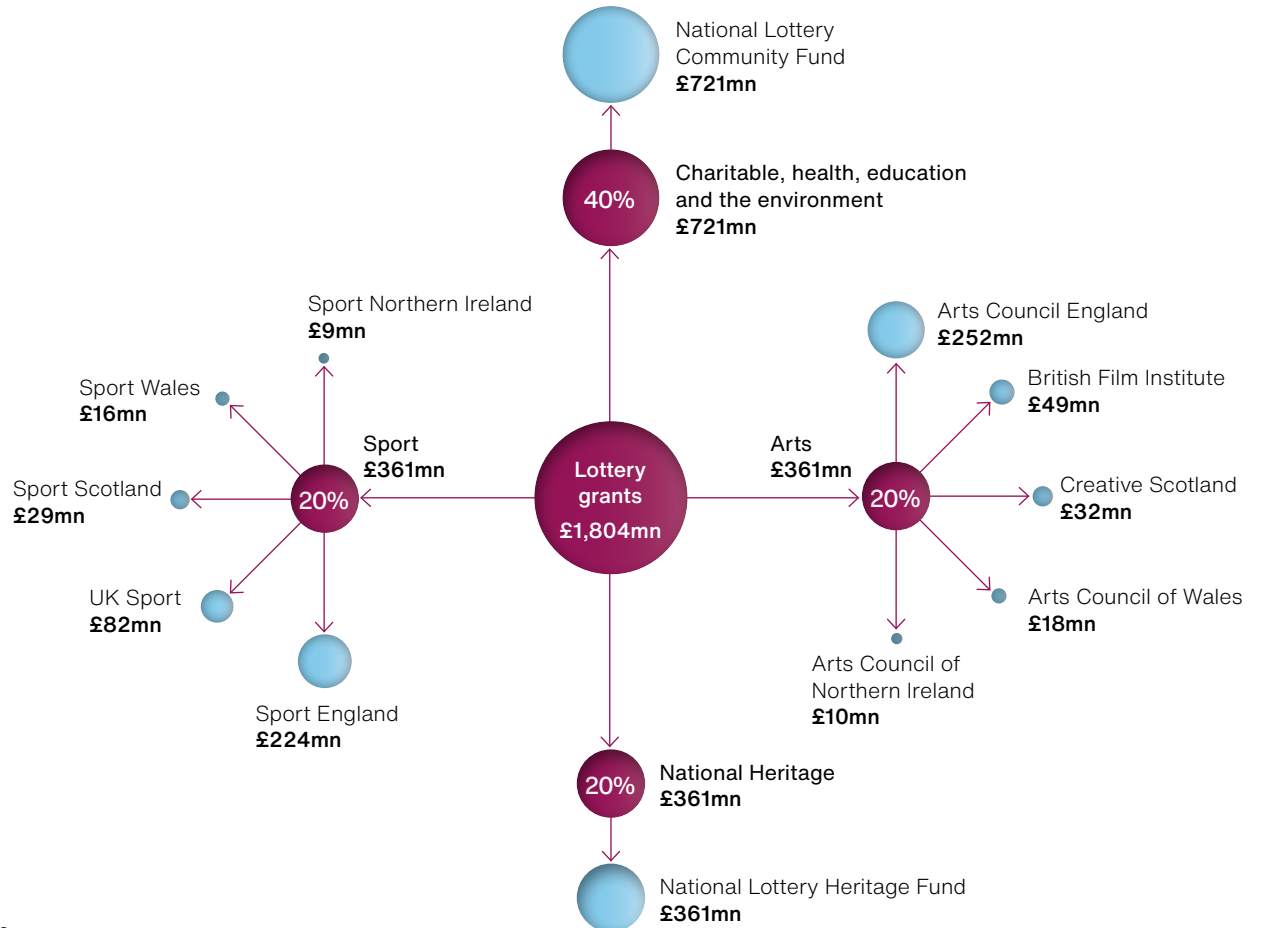 National Lottery
Community Fund
£721mn
40%
Charitable, health, education
and the environment
£721mn
Sport Northern Ireland
£9mn
Sport Wales
£16mn
Sport Scotland
£29mn
UK Sport
£82mn
Sport England
£224mn
20%
Sport
£361mn
Lottery
grants
£1,804mn
Arts
£361mn
20%
Arts Council England
£252mn
British Film Institute
£49mn
Creative Scotland
£32mn
Arts Council of Wales
£18mn
Arts Council of
Northern Ireland
£10mn
20%
National Heritage
£361mn
National Lottery Heritage Fund
£361mn